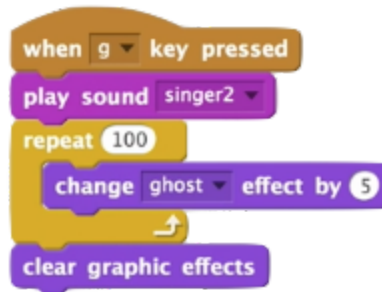 when g key pressed
play sound singer2
repeat 100
change ghost effect by 5
clear graphic effects